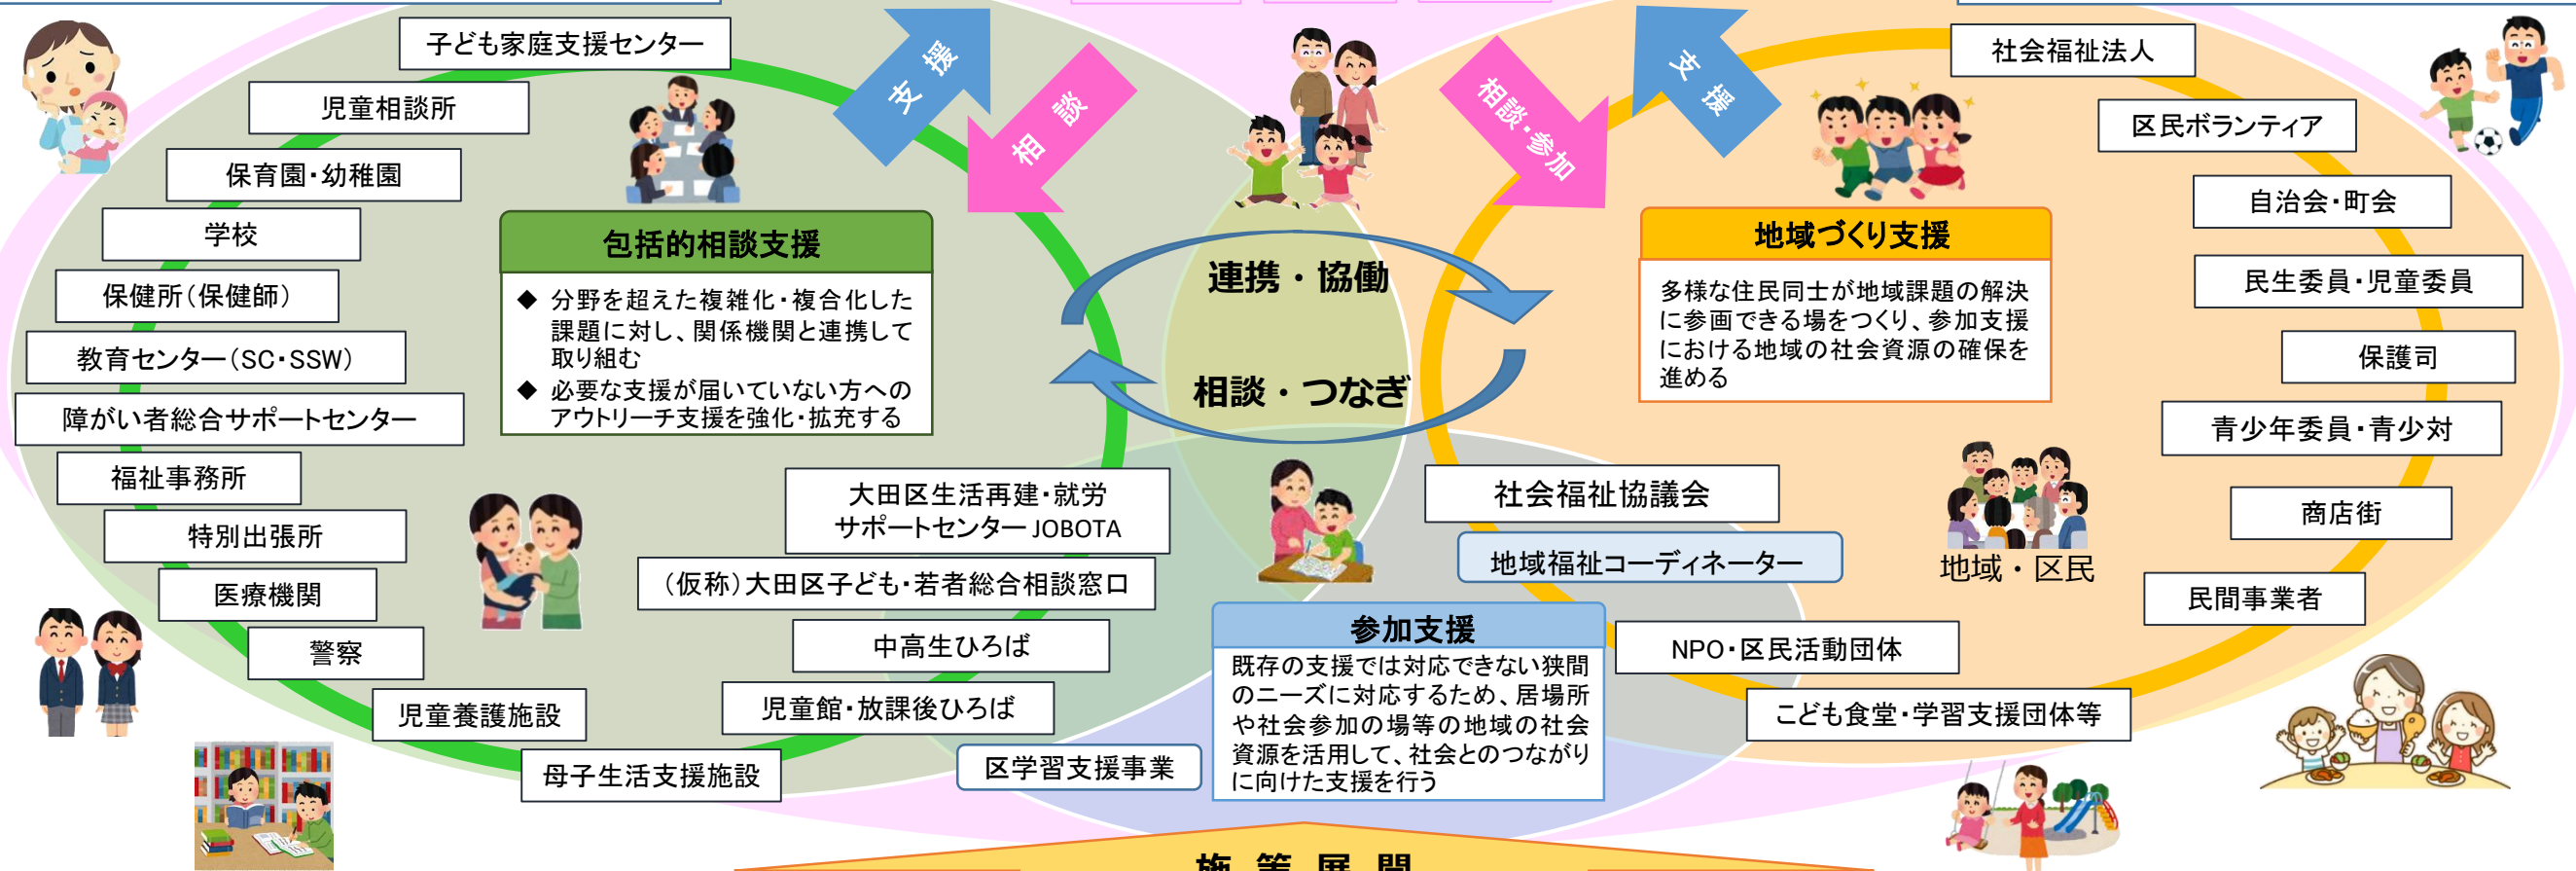 子ども家庭支援センター
児童相談所
保育園・幼稚園
学校
保健所（保健師）
教育センター（SC・SSW）
障がい者総合サポートセンター
福祉事務所
特別出張所
医療機関
警察
児童養護施設
母子生活支援施設
包括的相談支援
◆ 分野を超えた複雑化・複合化した
課題に対し、関係機関と連携して
取り組む
◆ 必要な支援が届いていない方への
アウトリーチ支援を強化・拡充する
大田区生活再建・就労
サポートセンター JOBOTA
（仮称）大田区子ども・若者総合相談窓口
中高生ひろば
児童館・放課後ひろば
区学習支援事業
支援
相談
連携・協働
相談・つなぎ
相談・参加
支援
地域づくり支援
多様な住民同士が地域課題の解決
に参画できる場をつくり、参加支援
における地域の社会資源の確保を
進める
社会福祉協議会
地域福祉コーディネーター
参加支援
既存の支援では対応できない狭間
のニーズに対応するため、居場所
や社会参加の場等の地域の社会
資源を活用して、社会とのつながり
に向けた支援を行う
地域・区民
社会福祉法人
区民ボランティア
自治会・町会
民生委員・児童委員
保護司
青少年委員・青少対
商店街
民間事業者
NPO・区民活動団体
こども食堂・学習支援団体等
施策展開